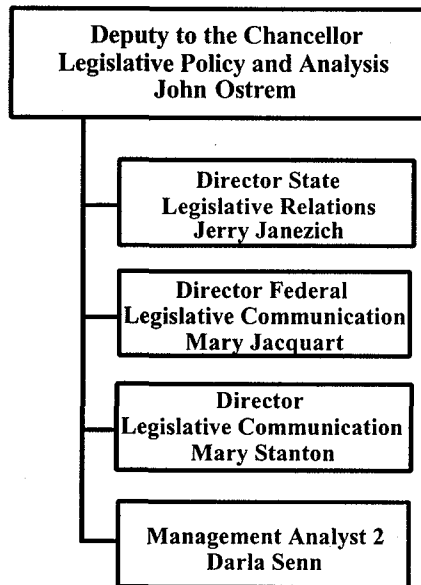 Deputy to the Chancellor
Legislative Policy and Analysis
John Ostrem
Director State
Legislative Relations
Jerry Janezich
Director Federal
Legislative Communication
Mary Jacquart
Director
Legislative Communication
Mary Stanton
Management Analyst 2
Darla Senn